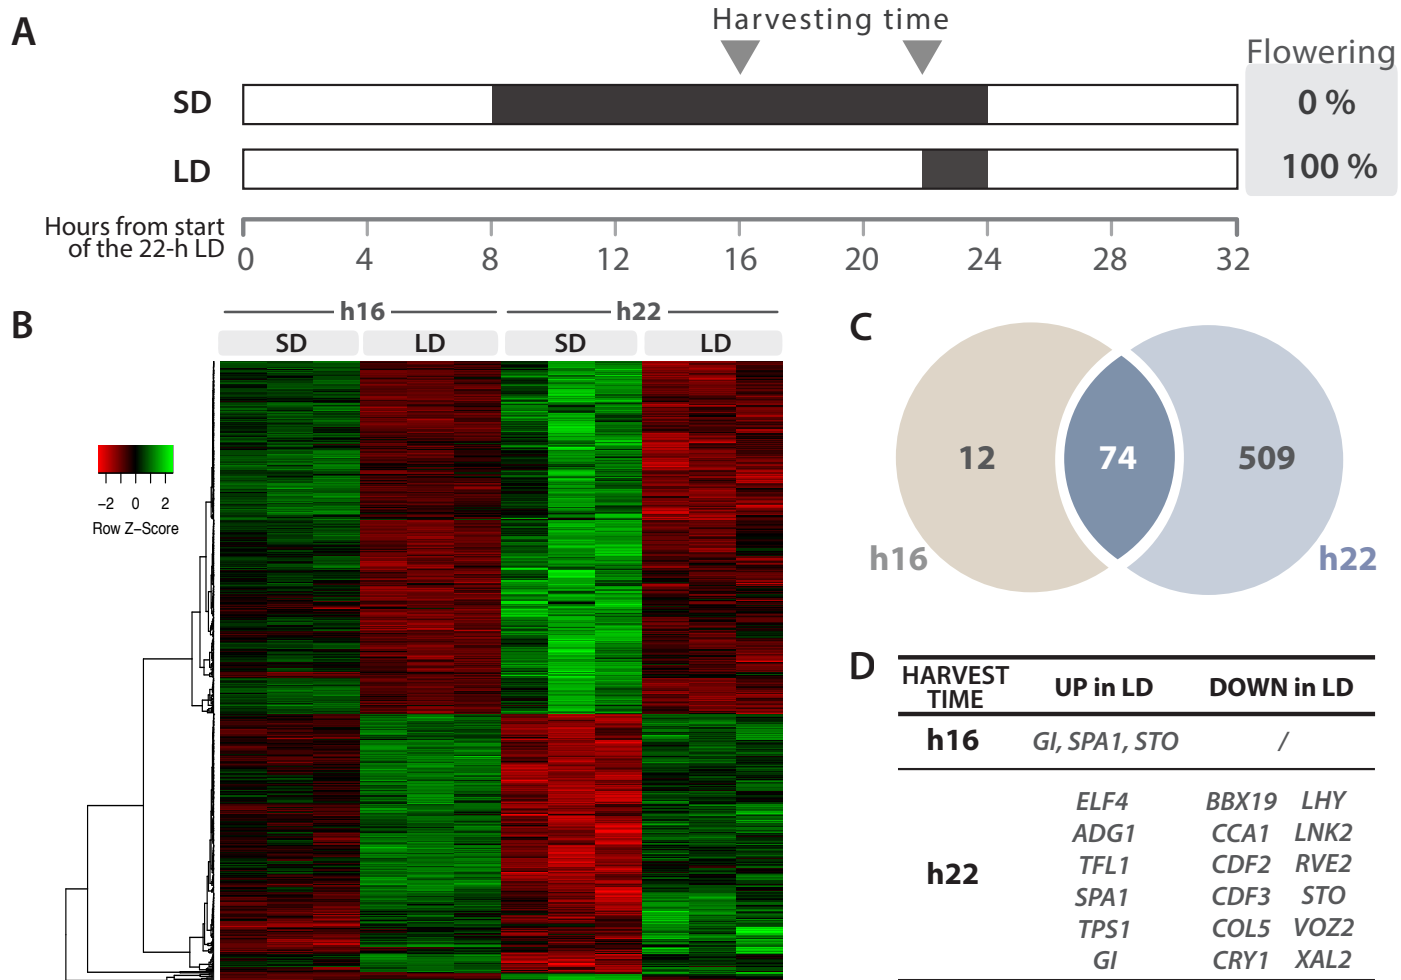 A
Harvesting time
Flowering
SD
0 %
LD
100 %
Hours from start
of the 22-h LD
0 4 8 12 16 20 24 28 32
B
h16 h22
SD LD SD LD
−2 0 2
Row Z−Score
C
12 74 509
h16
h22
D
HARVEST TIME UP in LD DOWN in LD
h16 GI, SPA1, STO /
h22
ELF4 BBX19 LHY
ADG1 CCA1 LNK2
TFL1 CDF2 RVE2
SPA1 CDF3 STO
TPS1 COL5 VOZ2
GI CRY1 XAL2